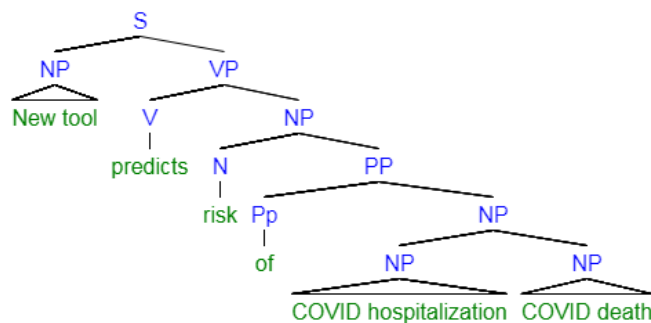 S
NP VP
New tool V NP
predicts N PP
risk Pp NP
of NP NP
COVID hospitalization COVID death